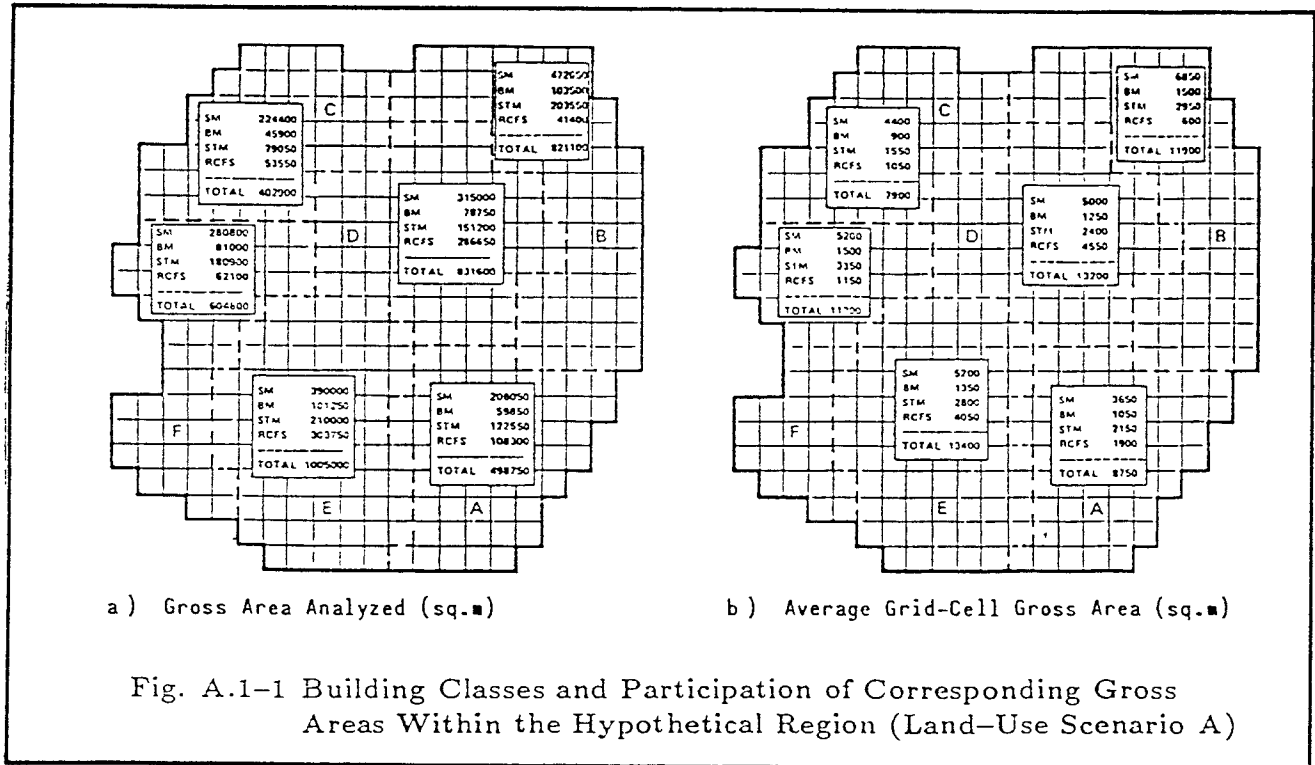 SM 472650
BM 103500
STM 203550
RCFS 41400
TOTAL 821100
C
SM 224400
BM 45900
STM 79050
RCFS 53550
TOTAL 402900
SM 315000
BM 78750
STM 151200
RCFS 286650
TOTAL 831600
D
B
SM 280800
BM 81000
STM 180900
RCFS 62100
TOTAL 604800
SM 390000
BM 101250
STM 210000
RCFS 303750
TOTAL 1005000
SM 208050
BM 59850
STM 122550
RCFS 108300
TOTAL 498750
F
E
A
a) Gross Area Analyzed (sq.m)
SM 6850
BM 1500
STM 2950
RCFS 600
TOTAL 11900
C
SM 4400
BM 900
STM 1550
RCFS 1050
TOTAL 7900
SM 5000
BM 1250
STM 2400
RCFS 4550
TOTAL 13200
D
B
SM 5200
BM 1500
STM 3350
RCFS 1150
TOTAL 11200
SM 5200
BM 1350
STM 2800
RCFS 4050
TOTAL 13400
SM 3650
BM 1050
STM 2150
RCFS 1900
TOTAL 8750
F
E
A
b) Average Grid-Cell Gross Area (sq.m)
Fig. A.1–1 Building Classes and Participation of Corresponding Gross
Areas Within the Hypothetical Region (Land–Use Scenario A)